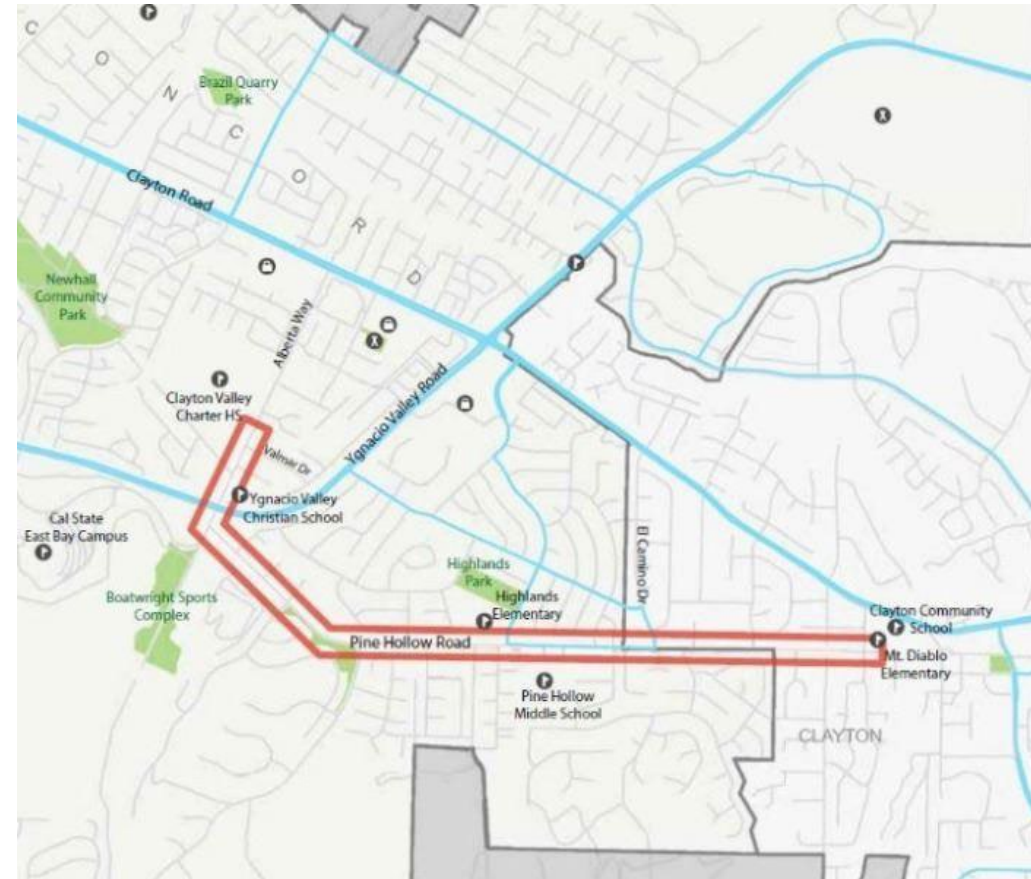 CONCORD
Brazil Quarry
Park
Clayton Road
Newhall
Community
Park
Alberta Way
Clayton Valley
Charter HS
Valmar Dr
Ygnacio Valley Road
Ygnacio Valley
Christian School
Cal State
East Bay Campus
Boatwright Sports
Complex
Highlands
Park
Highlands
Elementary
El Camino Dr
Clayton Community
School
Pine Hollow Road
Mt. Diablo
Elementary
Pine Hollow
Middle School
CLAYTON